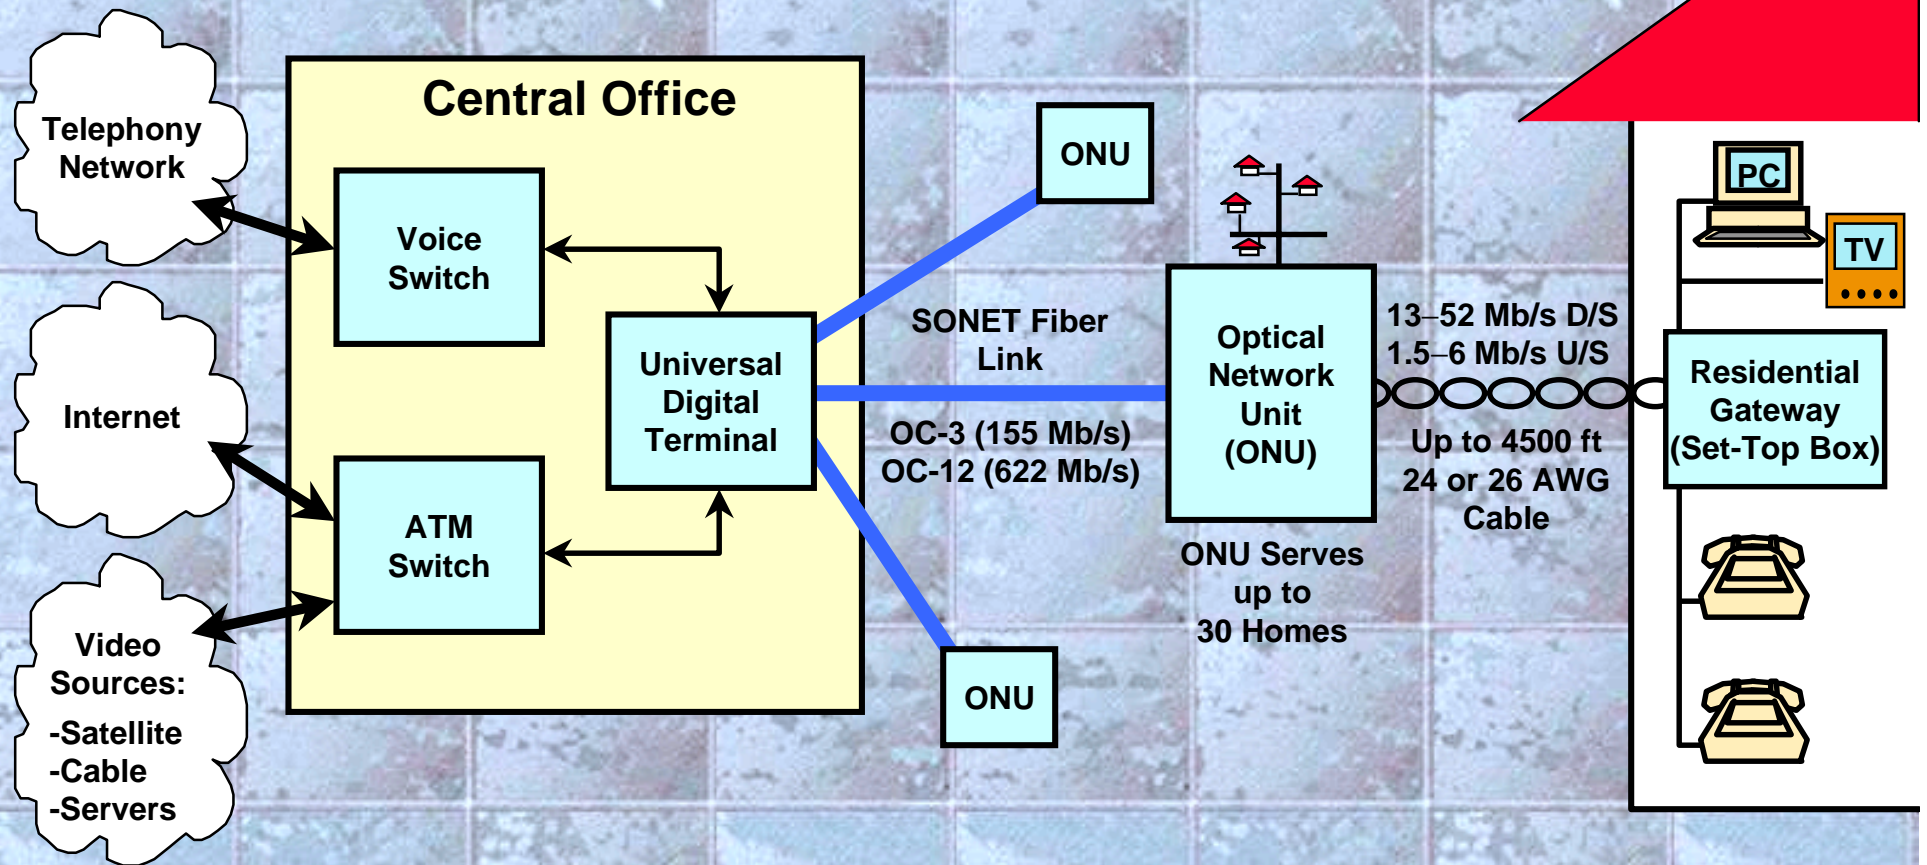 Telephony
Network
Internet
Video
Sources:
-Satellite
-Cable
-Servers
Central Office
Voice
Switch
ATM
Switch
Universal
Digital
Terminal
ONU
SONET Fiber
Link
OC-3 (155 Mb/s)
OC-12 (622 Mb/s)
ONU
Optical
Network
Unit
(ONU)
ONU Serves
up to
30 Homes
13–52 Mb/s D/S
1.5–6 Mb/s U/S
Up to 4500 ft
24 or 26 AWG
Cable
PC
TV
Residential
Gateway
(Set-Top Box)